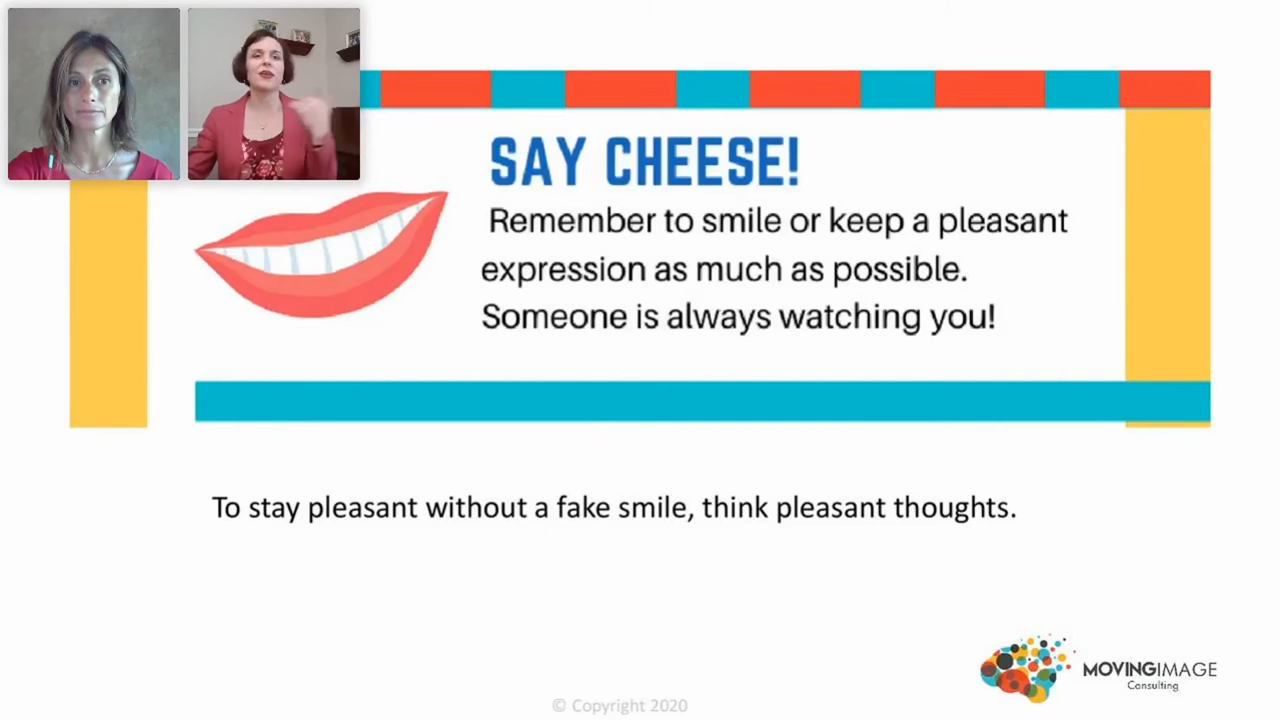 SAY CHEESE!
Remember to smile or keep a pleasant
expression as much as possible.
Someone is always watching you!
To stay pleasant without a fake smile, think pleasant thoughts.
MOVINGIMAGE
Consulting
© Copyright 2020